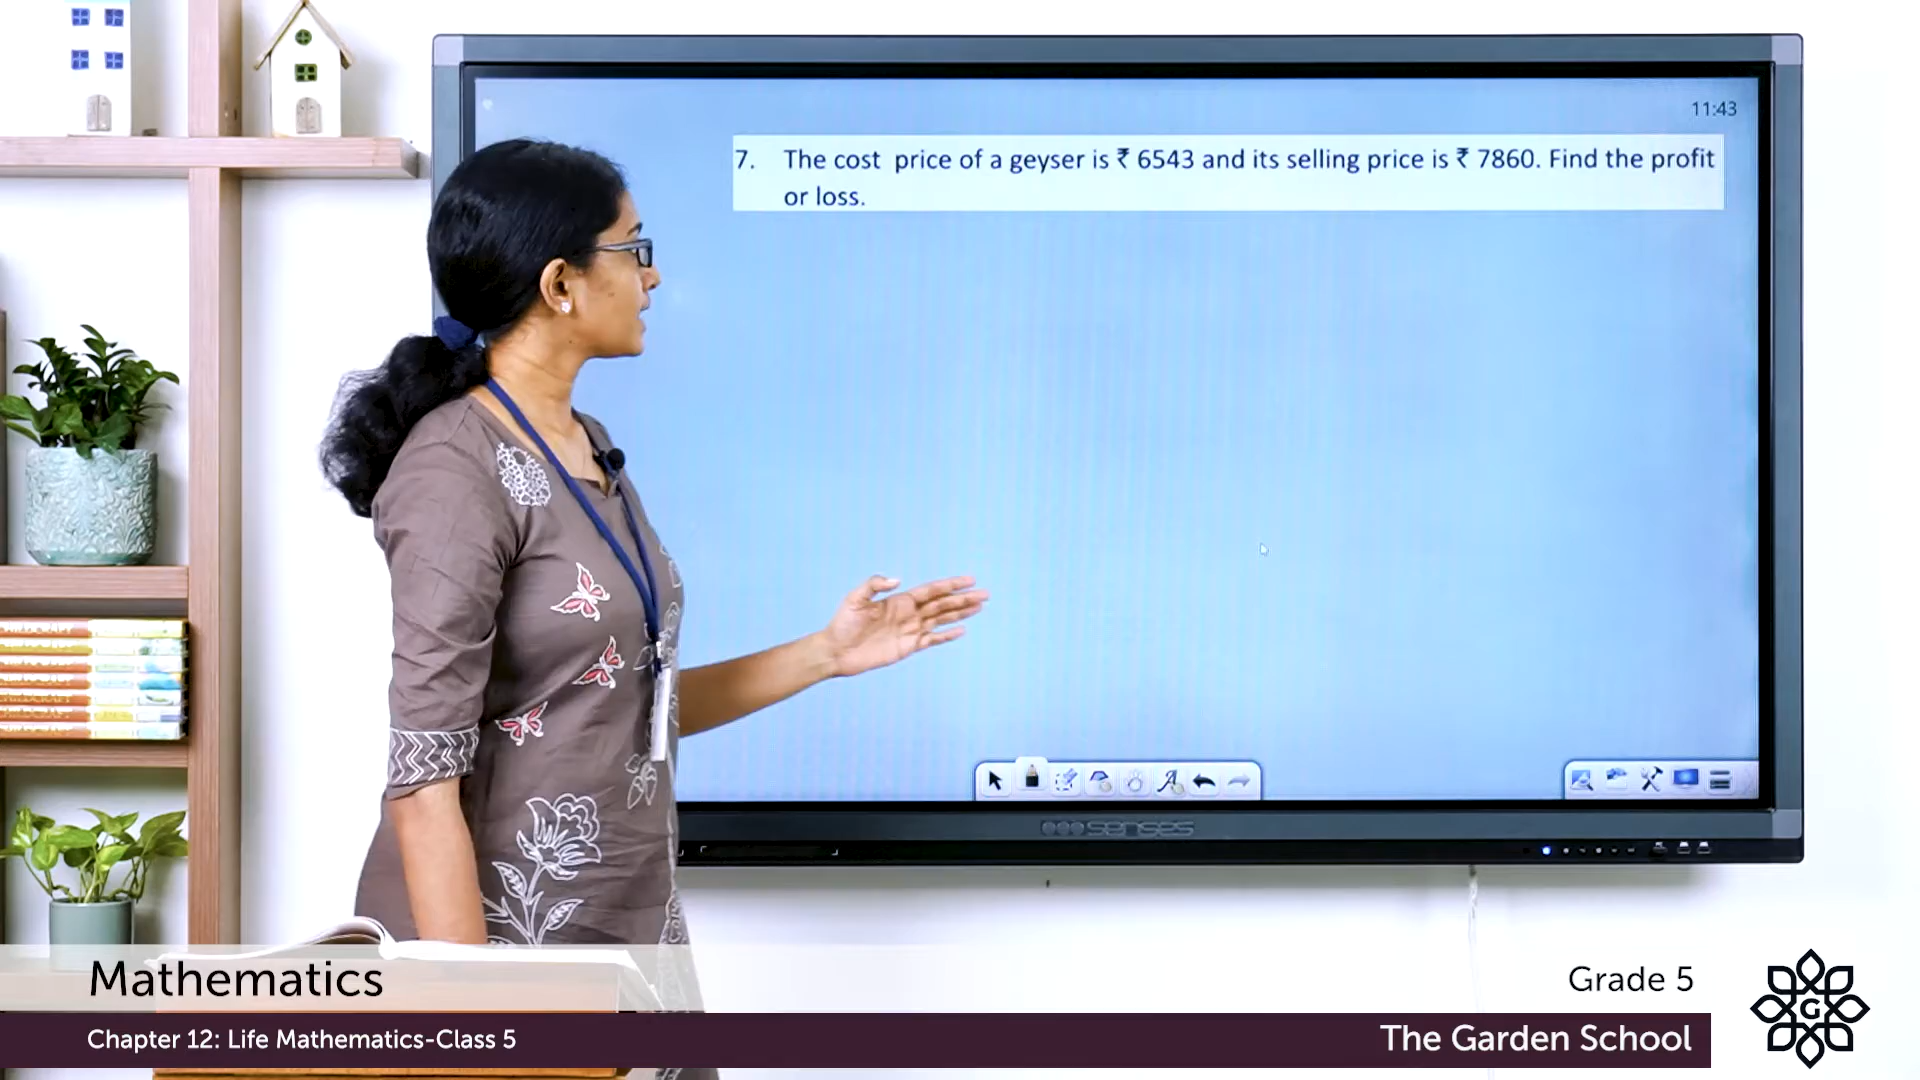 11:43
7. The cost price of a geyser is ₹ 6543 and its selling price is ₹ 7860. Find the profit
or loss.
senses
Mathematics
Grade 5
Chapter 12: Life Mathematics-Class 5
The Garden School
G